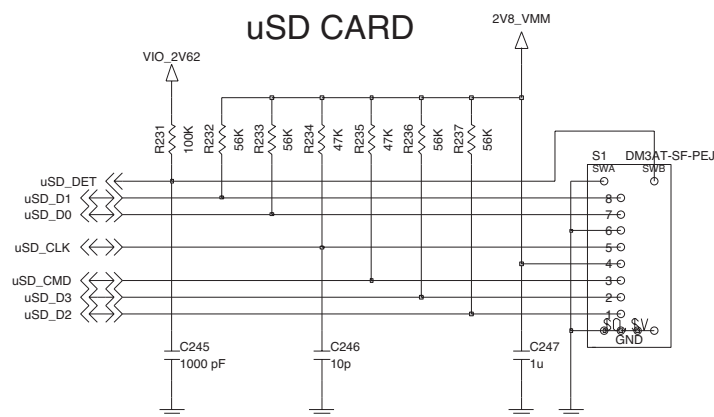 uSD CARD
2V8_VMM
VIO_2V62
R231 100K
R232 56K
R233 56K
R234 47K
R235 47K
R236 56K
R237 56K
S1 DM3AT-SF-PEJ
SWA SWB
uSD_DET
uSD_D1 8
uSD_D0 7
6
uSD_CLK 5
4
uSD_CMD 3
uSD_D3 2
uSD_D2 1
GND
C245
1000 pF
C246
10p
C247
1u